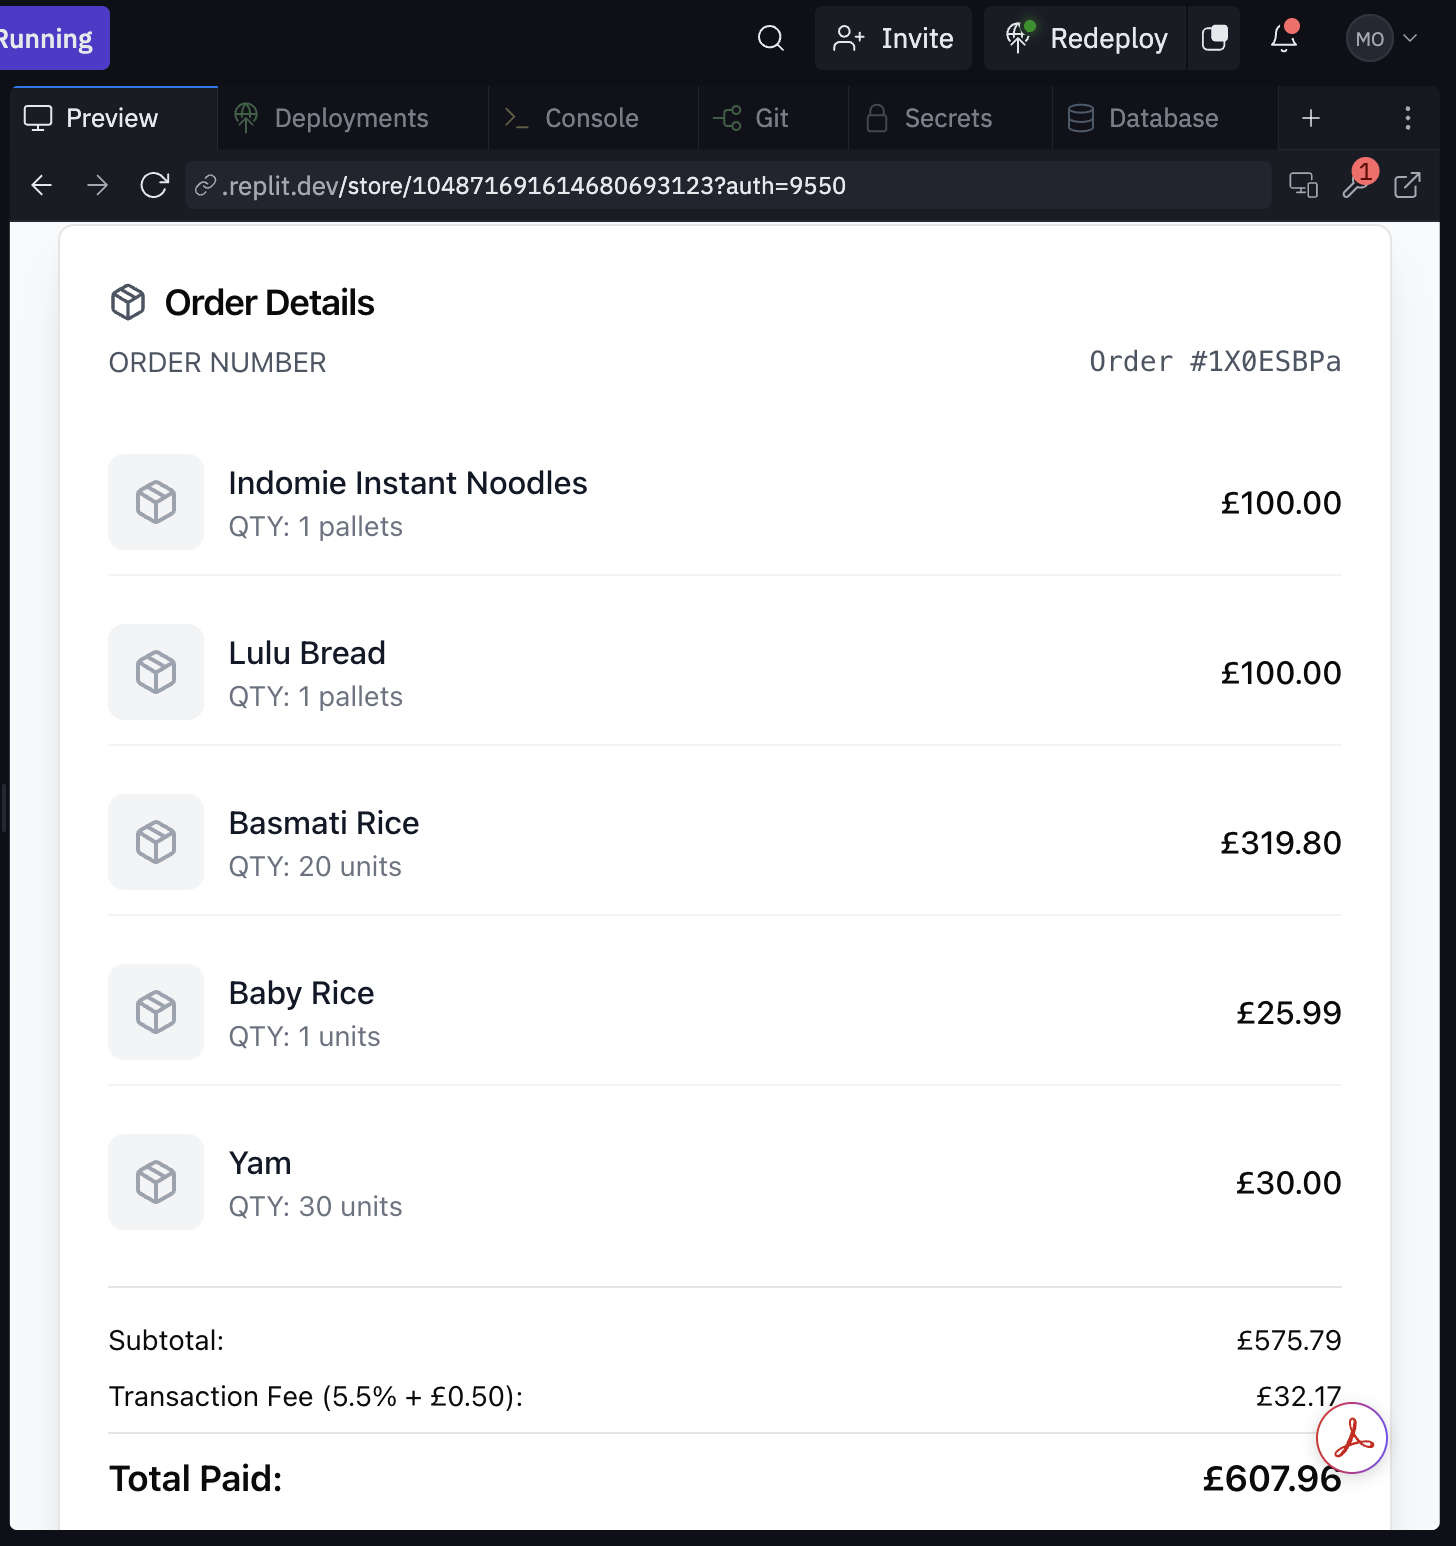 Running
Invite
Redeploy
MO
Preview
Deployments
Console
Git
Secrets
Database
.replit.dev/store/104871691614680693123?auth=9550
1
Order Details
ORDER NUMBER
Order #1X0ESBPa
Indomie Instant Noodles
QTY: 1 pallets
£100.00
Lulu Bread
QTY: 1 pallets
£100.00
Basmati Rice
QTY: 20 units
£319.80
Baby Rice
QTY: 1 units
£25.99
Yam
QTY: 30 units
£30.00
Subtotal:
£575.79
Transaction Fee (5.5% + £0.50):
£32.17
Total Paid:
£607.96